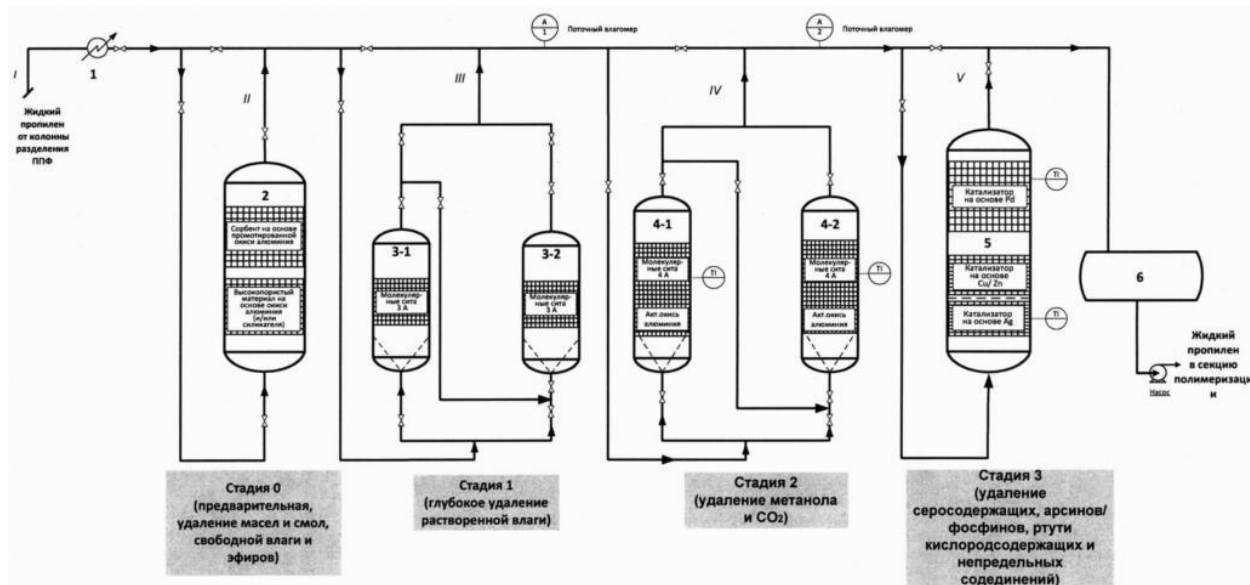 A
1
Поточный влагомер
A
2
Поточный влагомер
I
1
II
III
IV
V
Жидкий
пропилен
от колонны
разделения
ППФ
2
Сорбент на основе
промотированной
окиси алюминия
Высокопористый
материал на
основе окиси
алюминия
(и/или
силикагеля)
3-1
Молекуляр-
ные сита
3 А
3-2
Молекуляр-
ные сита
3 А
4-1
Молекуляр-
ные сита
4 А
Акт.окись
алюминия
TI
4-2
Молекуляр-
ные сита
4 А
Акт.окись
алюминия
TI
Катализатор
на основе Pd
TI
5
Катализатор
на основе
Cu/ Zn
Катализатор
на основе Ag
TI
6
Жидкий
пропилен
в секцию
полимеризаци
и
Насос
Стадия 0
(предварительная,
удаление масел и смол,
свободной влаги и
эфиров)
Стадия 1
(глубокое удаление
растворенной влаги)
Стадия 2
(удаление метанола
и CO₂)
Стадия 3
(удаление
серосодержащих, арсинов/
фосфинов, ртути
кислородсодержащих и
непредельных
содединений)